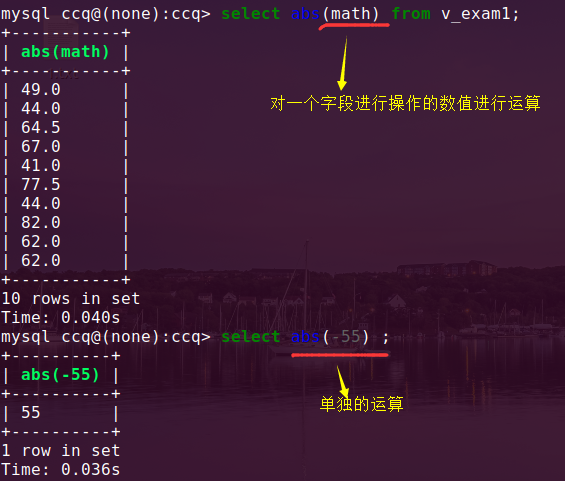 mysql ccq@(none):ccq> select abs(math) from v_exam1;
+-----------+
| abs(math) |
+-----------+
| 49.0      |
| 44.0      |
| 64.5      |
| 67.0      |
| 41.0      |
| 77.5      |
| 44.0      |
| 82.0      |
| 62.0      |
| 62.0      |
+-----------+
对一个字段进行操作的数值进行运算
10 rows in set
Time: 0.040s
mysql ccq@(none):ccq> select abs(-55) ;
+----------+
| abs(-55) |
+----------+
| 55       |
+----------+
单独的运算
1 row in set
Time: 0.036s